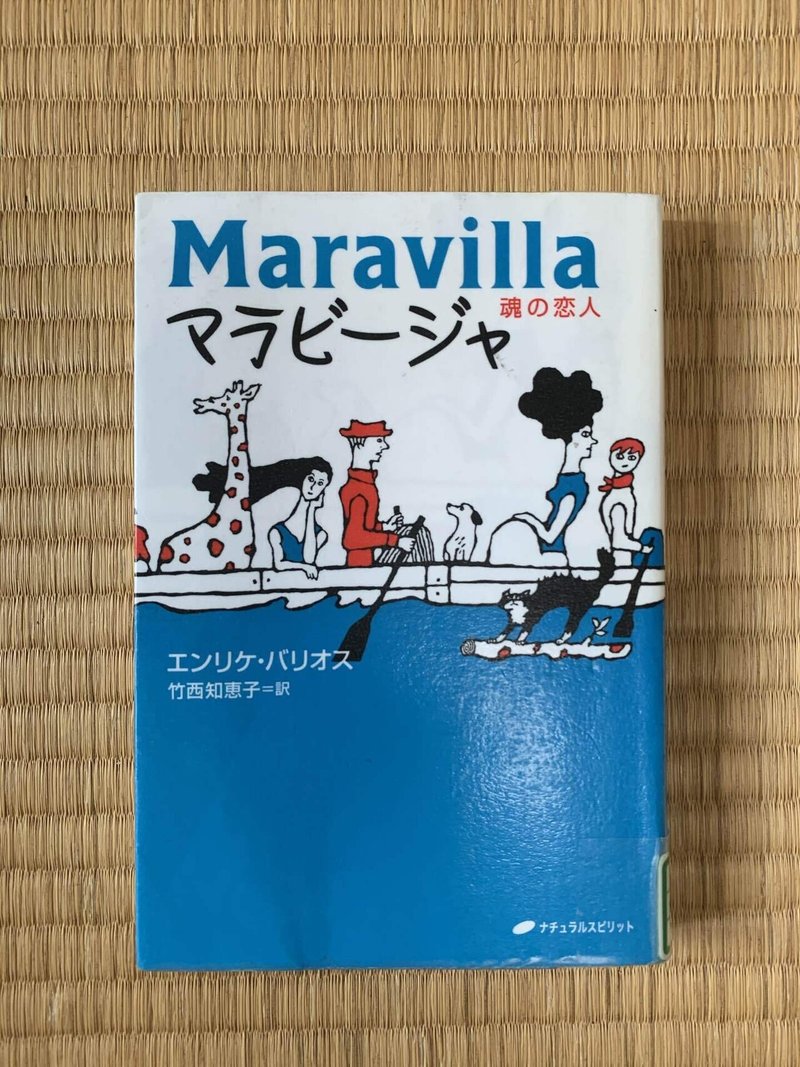 Maravilla
魂の恋人
マラビージャ
エンリケ・バリオス
竹西知恵子=訳
ナチュラルスピリット